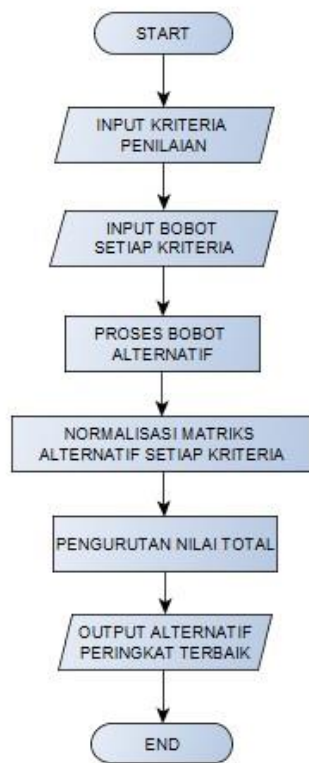 START
INPUT KRITERIA
PENILAIAN
INPUT BOBOT
SETIAP KRITERIA
PROSES BOBOT
ALTERNATIF
NORMALISASI MATRIKS
ALTERNATIF SETIAP KRITERIA
PENGURUTAN NILAI TOTAL
OUTPUT ALTERNATIF
PERINGKAT TERBAIK
END